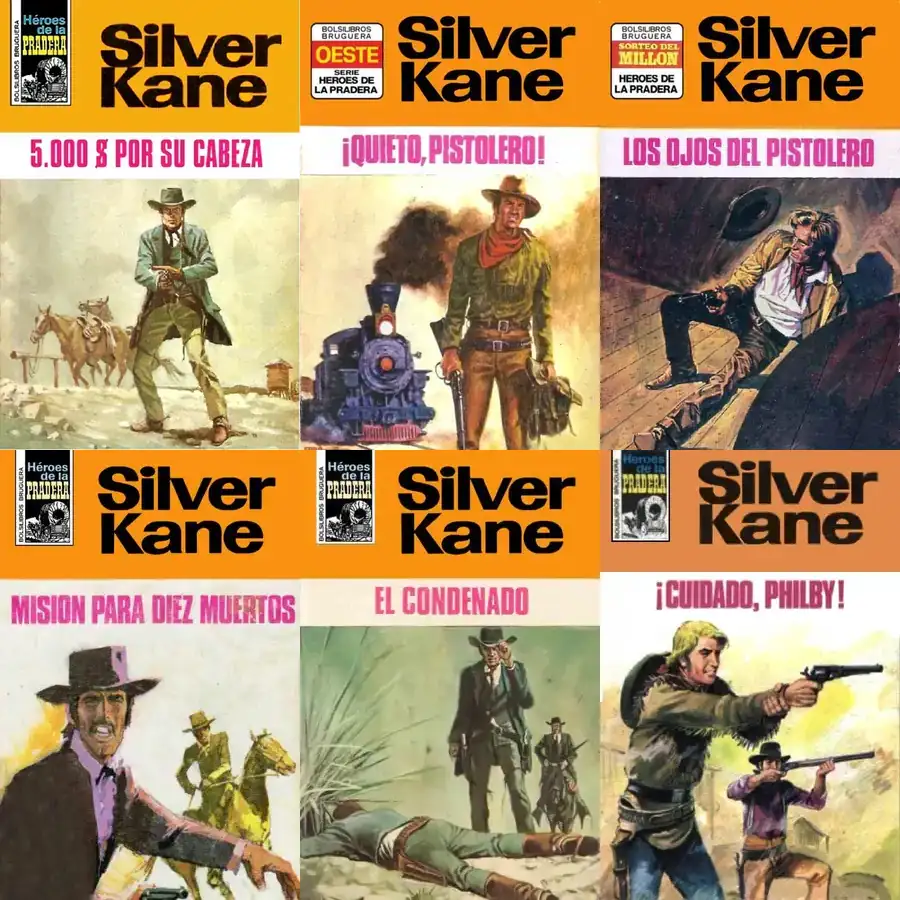 BOLSILIBROS BRUGUERA
Héroes
de la
PRADERA
Silver
Kane
5.000 $ POR SU CABEZA
BOLSILIBROS
BRUGUERA
OESTE
SERIE
HEROES DE
LA PRADERA
Silver
Kane
¡QUIETO, PISTOLERO!
BOLSILIBROS
BRUGUERA
SORTEO DEL
MILLON
HEROES DE
LA PRADERA
Silver
Kane
LOS OJOS DEL PISTOLERO
BOLSILIBROS BRUGUERA
Héroes
de la
PRADERA
Silver
Kane
MISION PARA DIEZ MUERTOS
BOLSILIBROS BRUGUERA
Héroes
de la
PRADERA
Silver
Kane
EL CONDENADO
BOLSILIBROS BRUGUERA
Héroes
de la
PRADERA
Silver
Kane
¡CUIDADO, PHILBY!